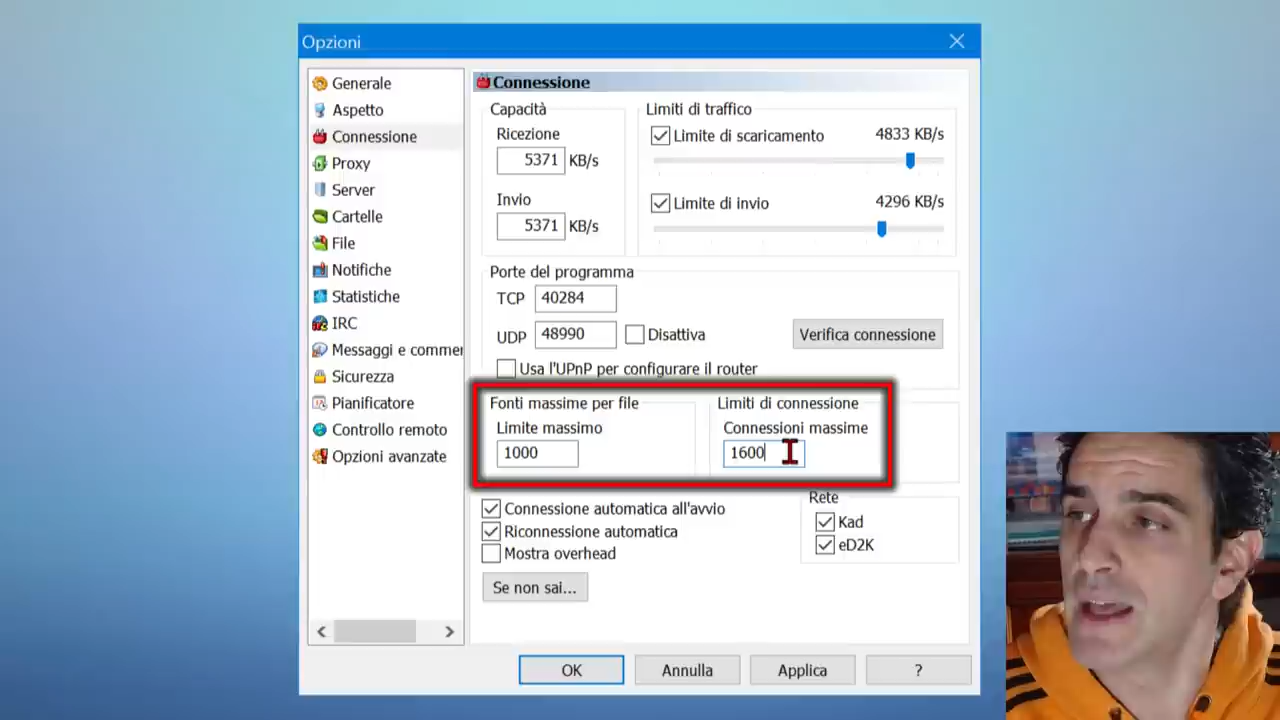 Opzioni
Generale
Aspetto
Connessione
Proxy
Server
Cartelle
File
Notifiche
Statistiche
IRC
Messaggi e commer
Sicurezza
Pianificatore
Controllo remoto
Opzioni avanzate
Connessione
Capacità
Ricezione
5371 KB/s
Invio
5371 KB/s
Limiti di traffico
Limite di scaricamento 4833 KB/s
Limite di invio 4296 KB/s
Porte del programma
TCP 40284
UDP 48990 Disattiva Verifica connessione
Usa l'UPnP per configurare il router
Fonti massime per file
Limite massimo
1000
Limiti di connessione
Connessioni massime
1600
Connessione automatica all'avvio
Riconnessione automatica
Mostra overhead
Rete
Kad
eD2K
Se non sai...
OK Annulla Applica ?